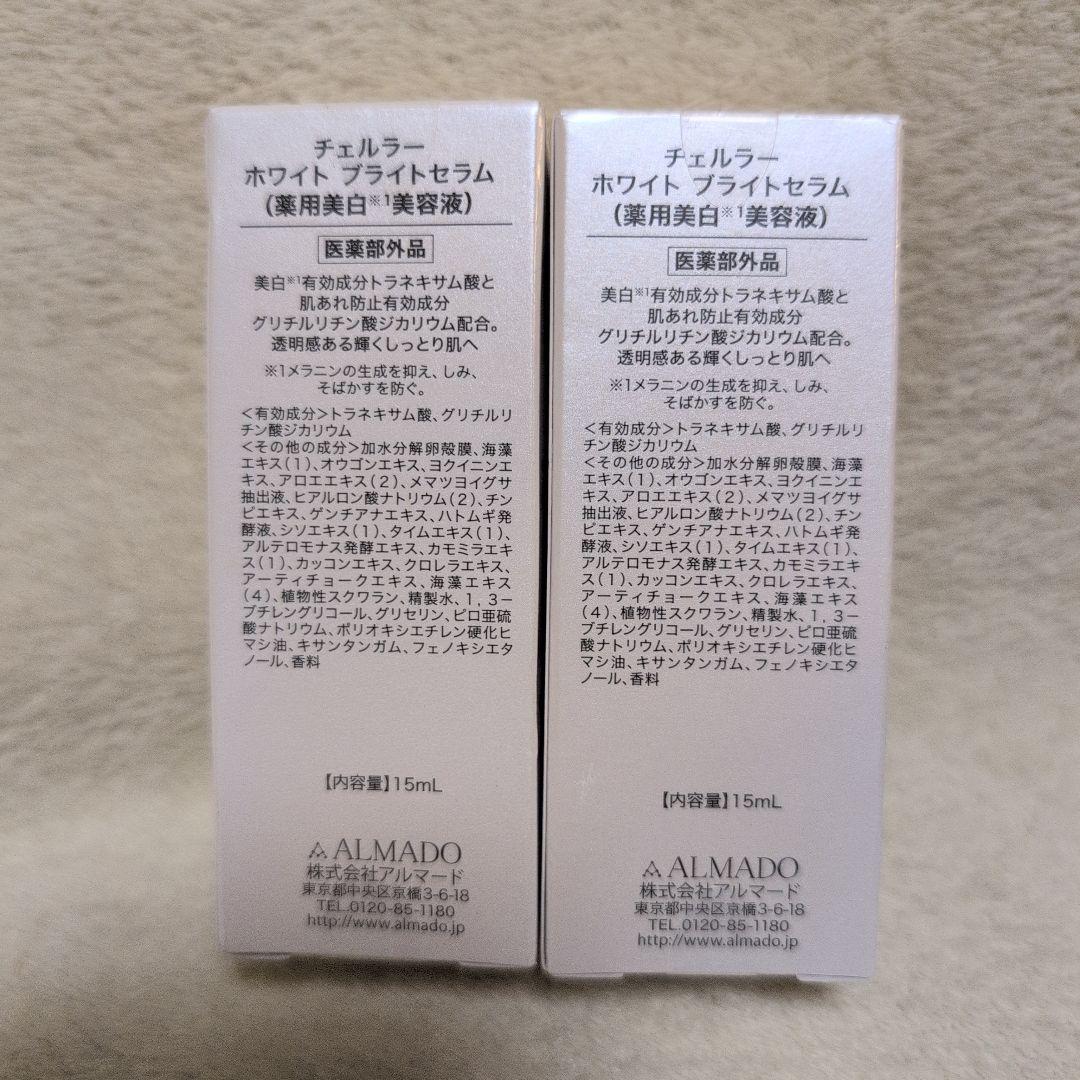 チェルラー
ホワイト ブライトセラム
(薬用美白※1美容液)
医薬部外品
美白※1有効成分トラネキサム酸と
肌あれ防止有効成分
グリチルリチン酸ジカリウム配合。
透明感ある輝くしっとり肌へ
※1メラニンの生成を抑え、しみ、
そばかすを防ぐ。
<有効成分>トラネキサム酸、グリチルリ
チン酸ジカリウム
<その他の成分>加水分解卵殻膜、海藻
エキス(1)、オウゴンエキス、ヨクイニンエ
キス、アロエエキス(2)、メマツヨイグサ
抽出液、ヒアルロン酸ナトリウム(2)、チン
ピエキス、ゲンチアナエキス、ハトムギ発
酵液、シソエキス(1)、タイムエキス(1)、
アルテロモナス発酵エキス、カモミラエキ
ス(1)、カッコンエキス、クロレラエキス、
アーティチョークエキス、海藻エキス
(4)、植物性スクワラン、精製水、1,3−
ブチレングリコール、グリセリン、ピロ亜硫
酸ナトリウム、ポリオキシエチレン硬化ヒ
マシ油、キサンタンガム、フェノキシエタ
ノール、香料
【内容量】15mL
ALMADO
株式会社アルマード
東京都中央区京橋3-6-18
TEL.0120-85-1180
http://www.almado.jp
チェルラー
ホワイト ブライトセラム
(薬用美白※1美容液)
医薬部外品
美白※1有効成分トラネキサム酸と
肌あれ防止有効成分
グリチルリチン酸ジカリウム配合。
透明感ある輝くしっとり肌へ
※1メラニンの生成を抑え、しみ、
そばかすを防ぐ。
<有効成分>トラネキサム酸、グリチルリ
チン酸ジカリウム
<その他の成分>加水分解卵殻膜、海藻
エキス(1)、オウゴンエキス、ヨクイニンエ
キス、アロエエキス(2)、メマツヨイグサ
抽出液、ヒアルロン酸ナトリウム(2)、チン
ピエキス、ゲンチアナエキス、ハトムギ発
酵液、シソエキス(1)、タイムエキス(1)、
アルテロモナス発酵エキス、カモミラエキ
ス(1)、カッコンエキス、クロレラエキス、
アーティチョークエキス、海藻エキス
(4)、植物性スクワラン、精製水、1,3−
ブチレングリコール、グリセリン、ピロ亜硫
酸ナトリウム、ポリオキシエチレン硬化ヒ
マシ油、キサンタンガム、フェノキシエタ
ノール、香料
【内容量】15mL
ALMADO
株式会社アルマード
東京都中央区京橋3-6-18
TEL.0120-85-1180
http://www.almado.jp